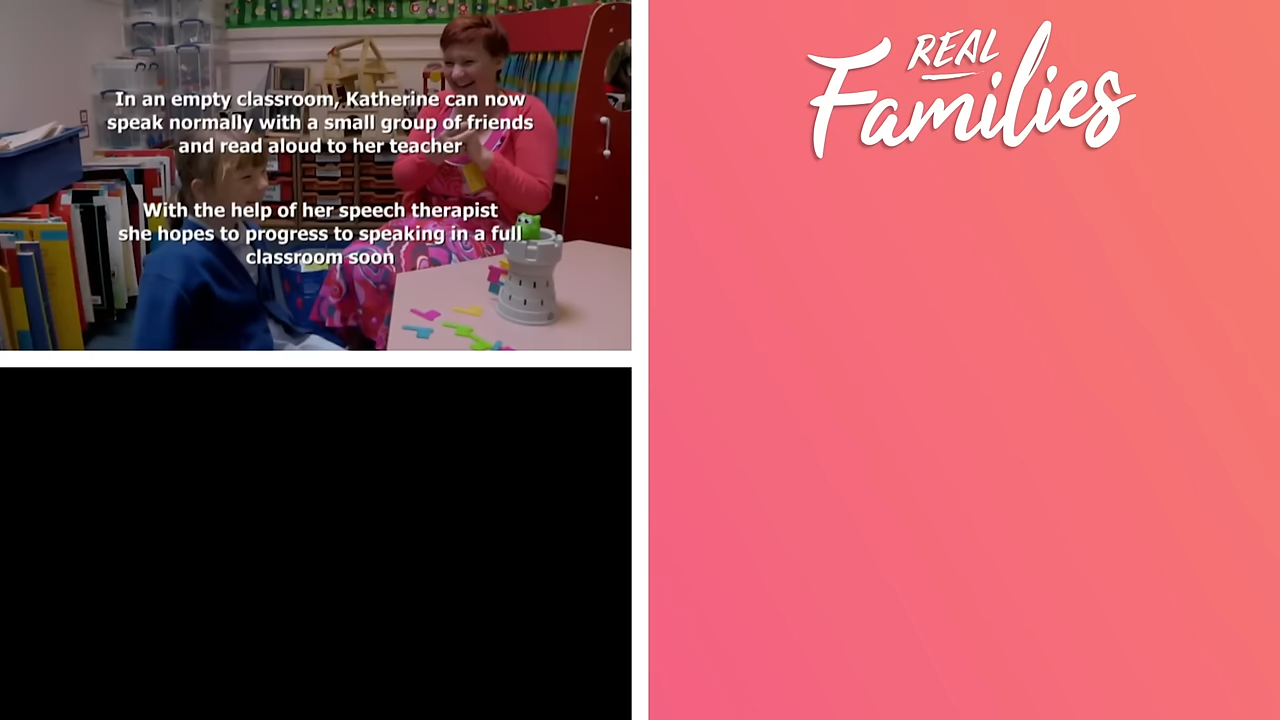 In an empty classroom, Katherine can now
speak normally with a small group of friends
and read aloud to her teacher
With the help of her speech therapist
she hopes to progress to speaking in a full
classroom soon
REAL
Families